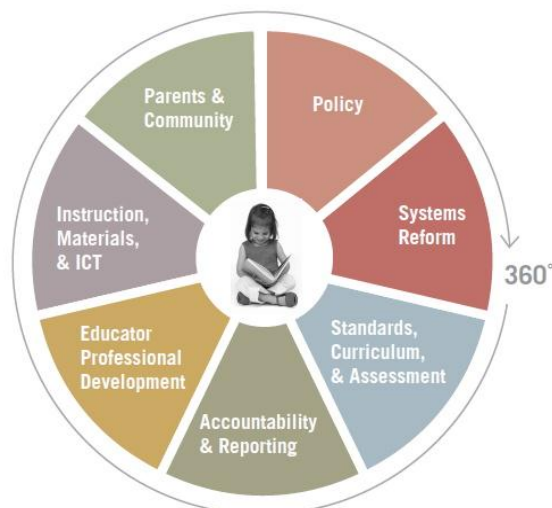 Policy
Systems
Reform
360°
Standards,
Curriculum,
& Assessment
Accountability
& Reporting
Educator
Professional
Development
Instruction,
Materials,
& ICT
Parents &
Community